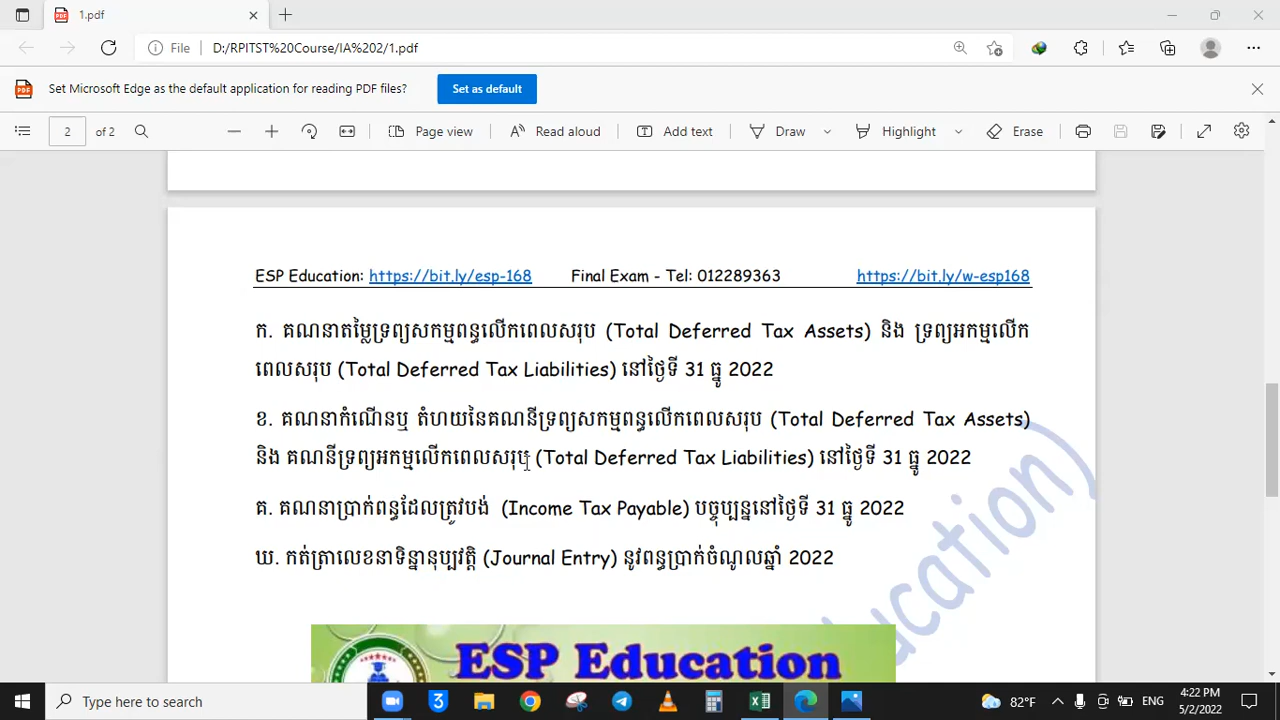 1.pdf
File D:/RPITST%20Course/IA%202/1.pdf
Set Microsoft Edge as the default application for reading PDF files? Set as default
2 of 2 Page view Read aloud Add text Draw Highlight Erase
ESP Education: https://bit.ly/esp-168 Final Exam - Tel: 012289363 https://bit.ly/w-esp168
ក. គណនាតម្លៃទ្រព្យសកម្មពន្ធលើកពេលសរុប (Total Deferred Tax Assets) និង ទ្រព្យអកម្មលើក
ពេលសរុប (Total Deferred Tax Liabilities) នៅថ្ងៃទី 31 ធ្នូ 2022
ខ. គណនាកំណើនឬ តំហយនៃគណនីទ្រព្យសកម្មពន្ធលើកពេលសរុប (Total Deferred Tax Assets)
និង គណនីទ្រព្យអកម្មលើកពេលសរុប (Total Deferred Tax Liabilities) នៅថ្ងៃទី 31 ធ្នូ 2022
គ. គណនាប្រាក់ពន្ធដែលត្រូវបង់ (Income Tax Payable) បច្ចុប្បន្ននៅថ្ងៃទី 31 ធ្នូ 2022
ឃ. កត់ត្រាលេខនាទិន្នានុប្បវត្តិ (Journal Entry) នូវពន្ធប្រាក់ចំណូលឆ្នាំ 2022
ucation)
ESP Education
Type here to search 82°F ENG 4:22 PM
5/2/2022